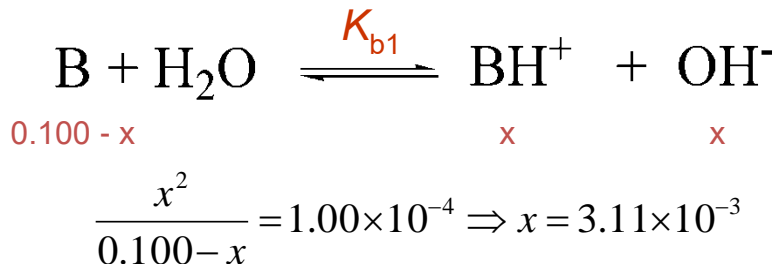 K_b1
B + H₂O ⇌ BH⁺ + OH⁻
0.100 - x x x
x²/(0.100-x) = 1.00×10⁻⁴ ⇒ x = 3.11×10⁻³